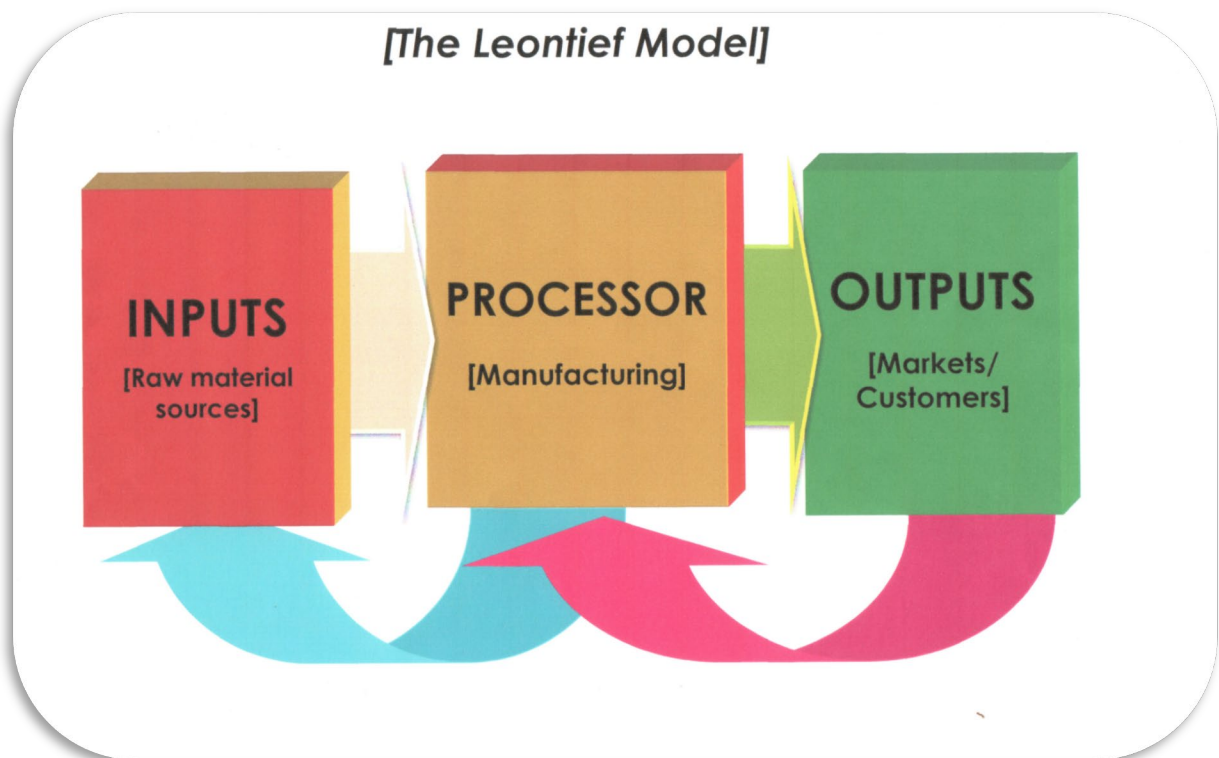 [The Leontief Model]
INPUTS
[Raw material
sources]
PROCESSOR
[Manufacturing]
OUTPUTS
[Markets/
Customers]